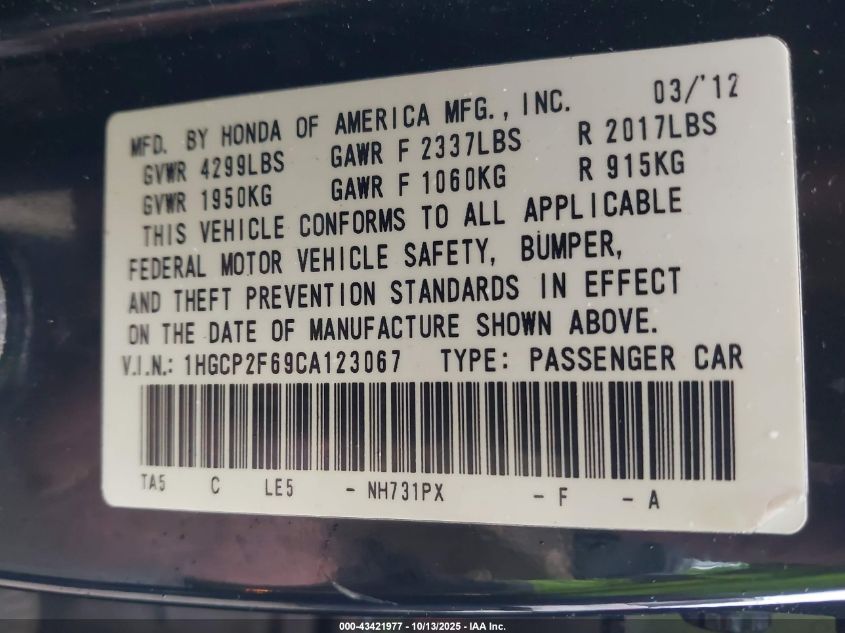 03/'12
MFD. BY HONDA OF AMERICA MFG., INC.
GVWR 4299LBS GAWR F 2337LBS R 2017LBS
GVWR 1950KG GAWR F 1060KG R 915KG
THIS VEHICLE CONFORMS TO ALL APPLICABLE
FEDERAL MOTOR VEHICLE SAFETY, BUMPER,
AND THEFT PREVENTION STANDARDS IN EFFECT
ON THE DATE OF MANUFACTURE SHOWN ABOVE.
V.I.N.: 1HGCP2F69CA123067 TYPE: PASSENGER CAR
TA5 C LE5 - NH731PX - F - A
000-43421977 - 10/13/2025 - IAA Inc.